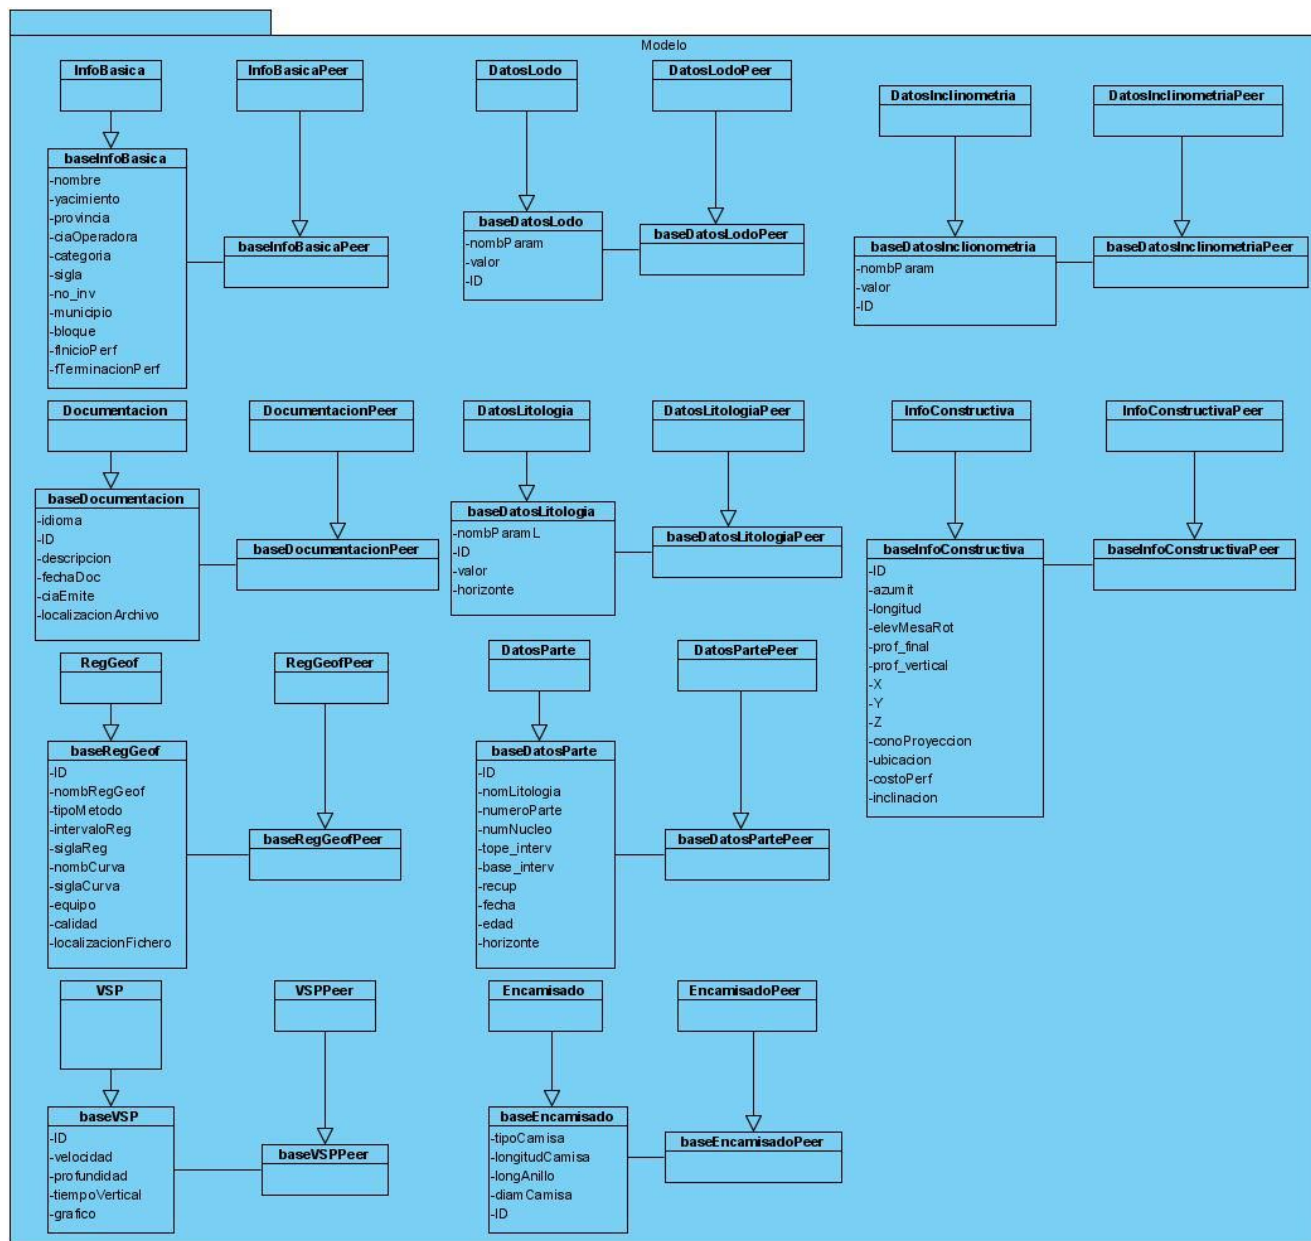 Modelo
InfoBasica
InfoBasicaPeer
baseInfoBasica
-nombre
-yacimiento
-provincia
-ciaOperadora
-categoria
-sigla
-no_inv
-municipio
-bloque
-fInicioPerf
-fTerminacionPerf
baseInfoBasicaPeer
DatosLodo
DatosLodoPeer
baseDatosLodo
-nombParam
-valor
-ID
baseDatosLodoPeer
DatosInclinometria
DatosInclinometriaPeer
baseDatosInclionometria
-nombParam
-valor
-ID
baseDatosInclinometriaPeer
Documentacion
DocumentacionPeer
baseDocumentacion
-idioma
-ID
-descripcion
-fechaDoc
-ciaEmite
-localizacionArchivo
baseDocumentacionPeer
DatosLitologia
DatosLitologiaPeer
baseDatosLitologia
-nombParamL
-ID
-valor
-horizonte
baseDatosLitologiaPeer
InfoConstructiva
InfoConstructivaPeer
baseInfoConstructiva
-ID
-azumit
-longitud
-elevMesaRot
-prof_final
-prof_vertical
-X
-Y
-Z
-conoProyeccion
-ubicacion
-costoPerf
-inclinacion
baseInfoConstructivaPeer
RegGeof
RegGeofPeer
baseRegGeof
-ID
-nombRegGeof
-tipoMetodo
-intervaloReg
-siglaReg
-nombCurva
-siglaCurva
-equipo
-calidad
-localizacionFichero
baseRegGeofPeer
DatosParte
DatosPartePeer
baseDatosParte
-ID
-nomLitologia
-numeroParte
-numNucleo
-tope_interv
-base_interv
-recup
-fecha
-edad
-horizonte
baseDatosPartePeer
VSP
VSPPeer
baseVSP
-ID
-velocidad
-profundidad
-tiempoVertical
-grafico
baseVSPPeer
Encamisado
EncamisadoPeer
baseEncamisado
-tipoCamisa
-longitudCamisa
-longAnillo
-diamCamisa
-ID
baseEncamisadoPeer